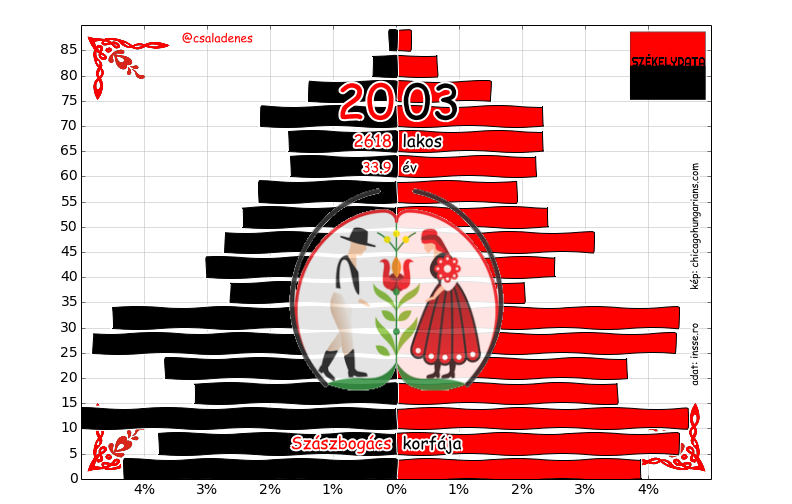 @csaladenes
SZÉKELYDATA
2003
2618 lakos
33.9 év
kép: chicagohungarians.com
adat: insse.ro
Szászbogács korfája
85
80
75
70
65
60
55
50
45
40
35
30
25
20
15
10
5
0
4% 3% 2% 1% 0% 1% 2% 3% 4%